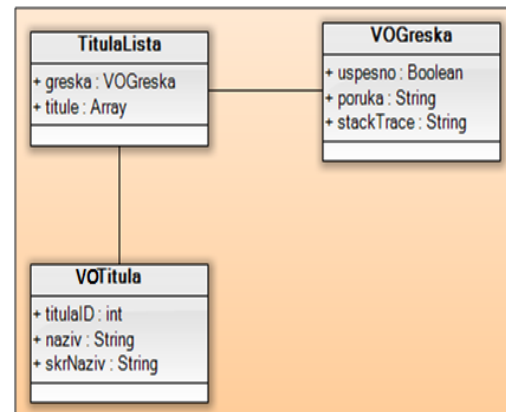 TitulaLista
+ greska : VOGreska
+ titule : Array
VOGreska
+ uspesno : Boolean
+ poruka : String
+ stackTrace : String
VOTitula
+ titulaID : int
+ naziv : String
+ skrNaziv : String